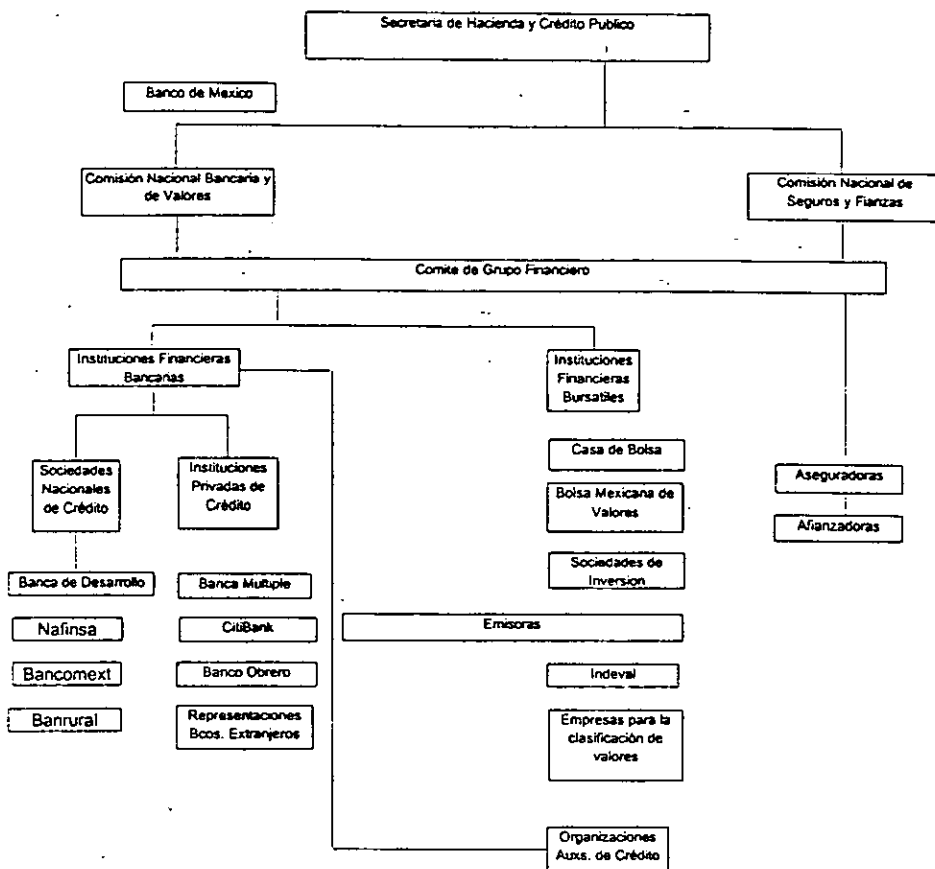 Secretaria de Hacienda y Crédito Publico
Banco de Mexico
Comisión Nacional Bancaria y
de Valores
Comisión Nacional de
Seguros y Fianzas
Comite de Grupo Financiero
Instituciones Financieras
Bancarias
Instituciones
Financieras
Bursatiles
Sociedades
Nacionales
de Crédito
Instituciones
Privadas de
Crédito
Casa de Bolsa
Bolsa Mexicana de
Valores
Aseguradoras
Afianzadoras
Sociedades de
Inversion
Banca de Desarrollo
Banca Multiple
Nafinsa
CitiBank
Emisoras
Bancomext
Banco Obrero
Indeval
Banrural
Representaciones
Bcos. Extranjeros
Empresas para la
clasificación de
valores
Organizaciones
Auxs. de Crédito